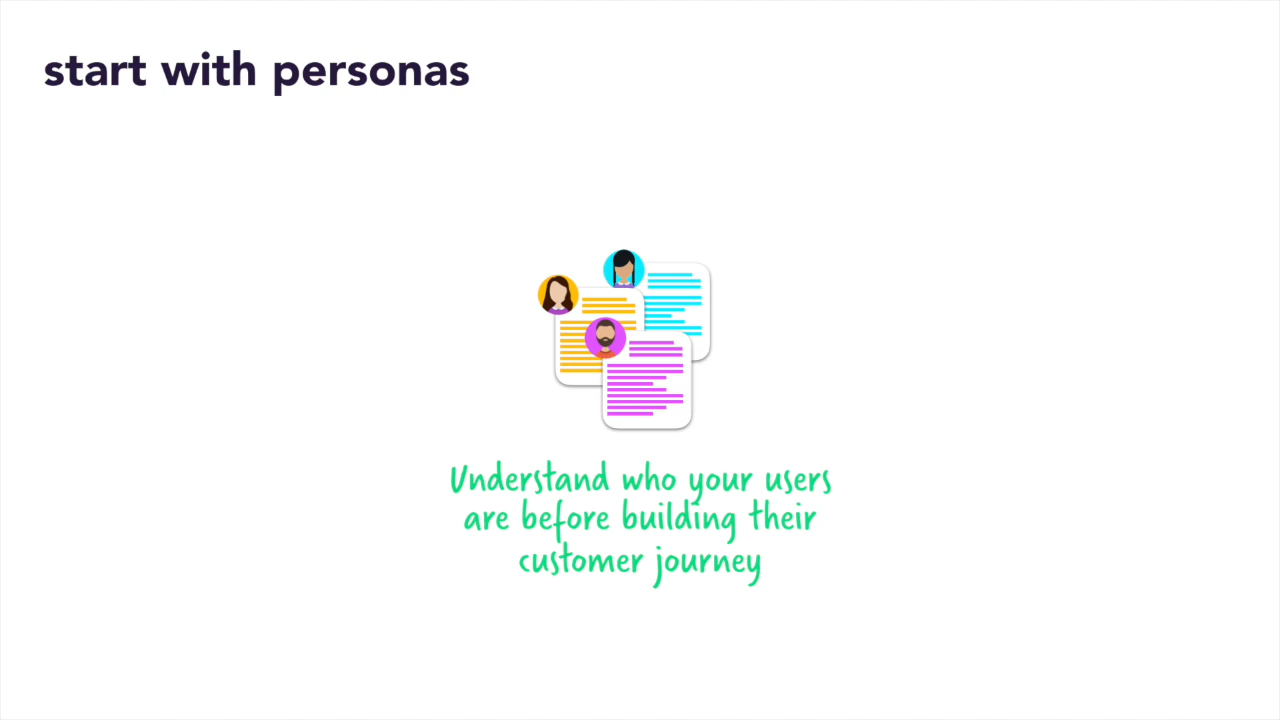 start with personas
Understand who your users
are before building their
customer journey